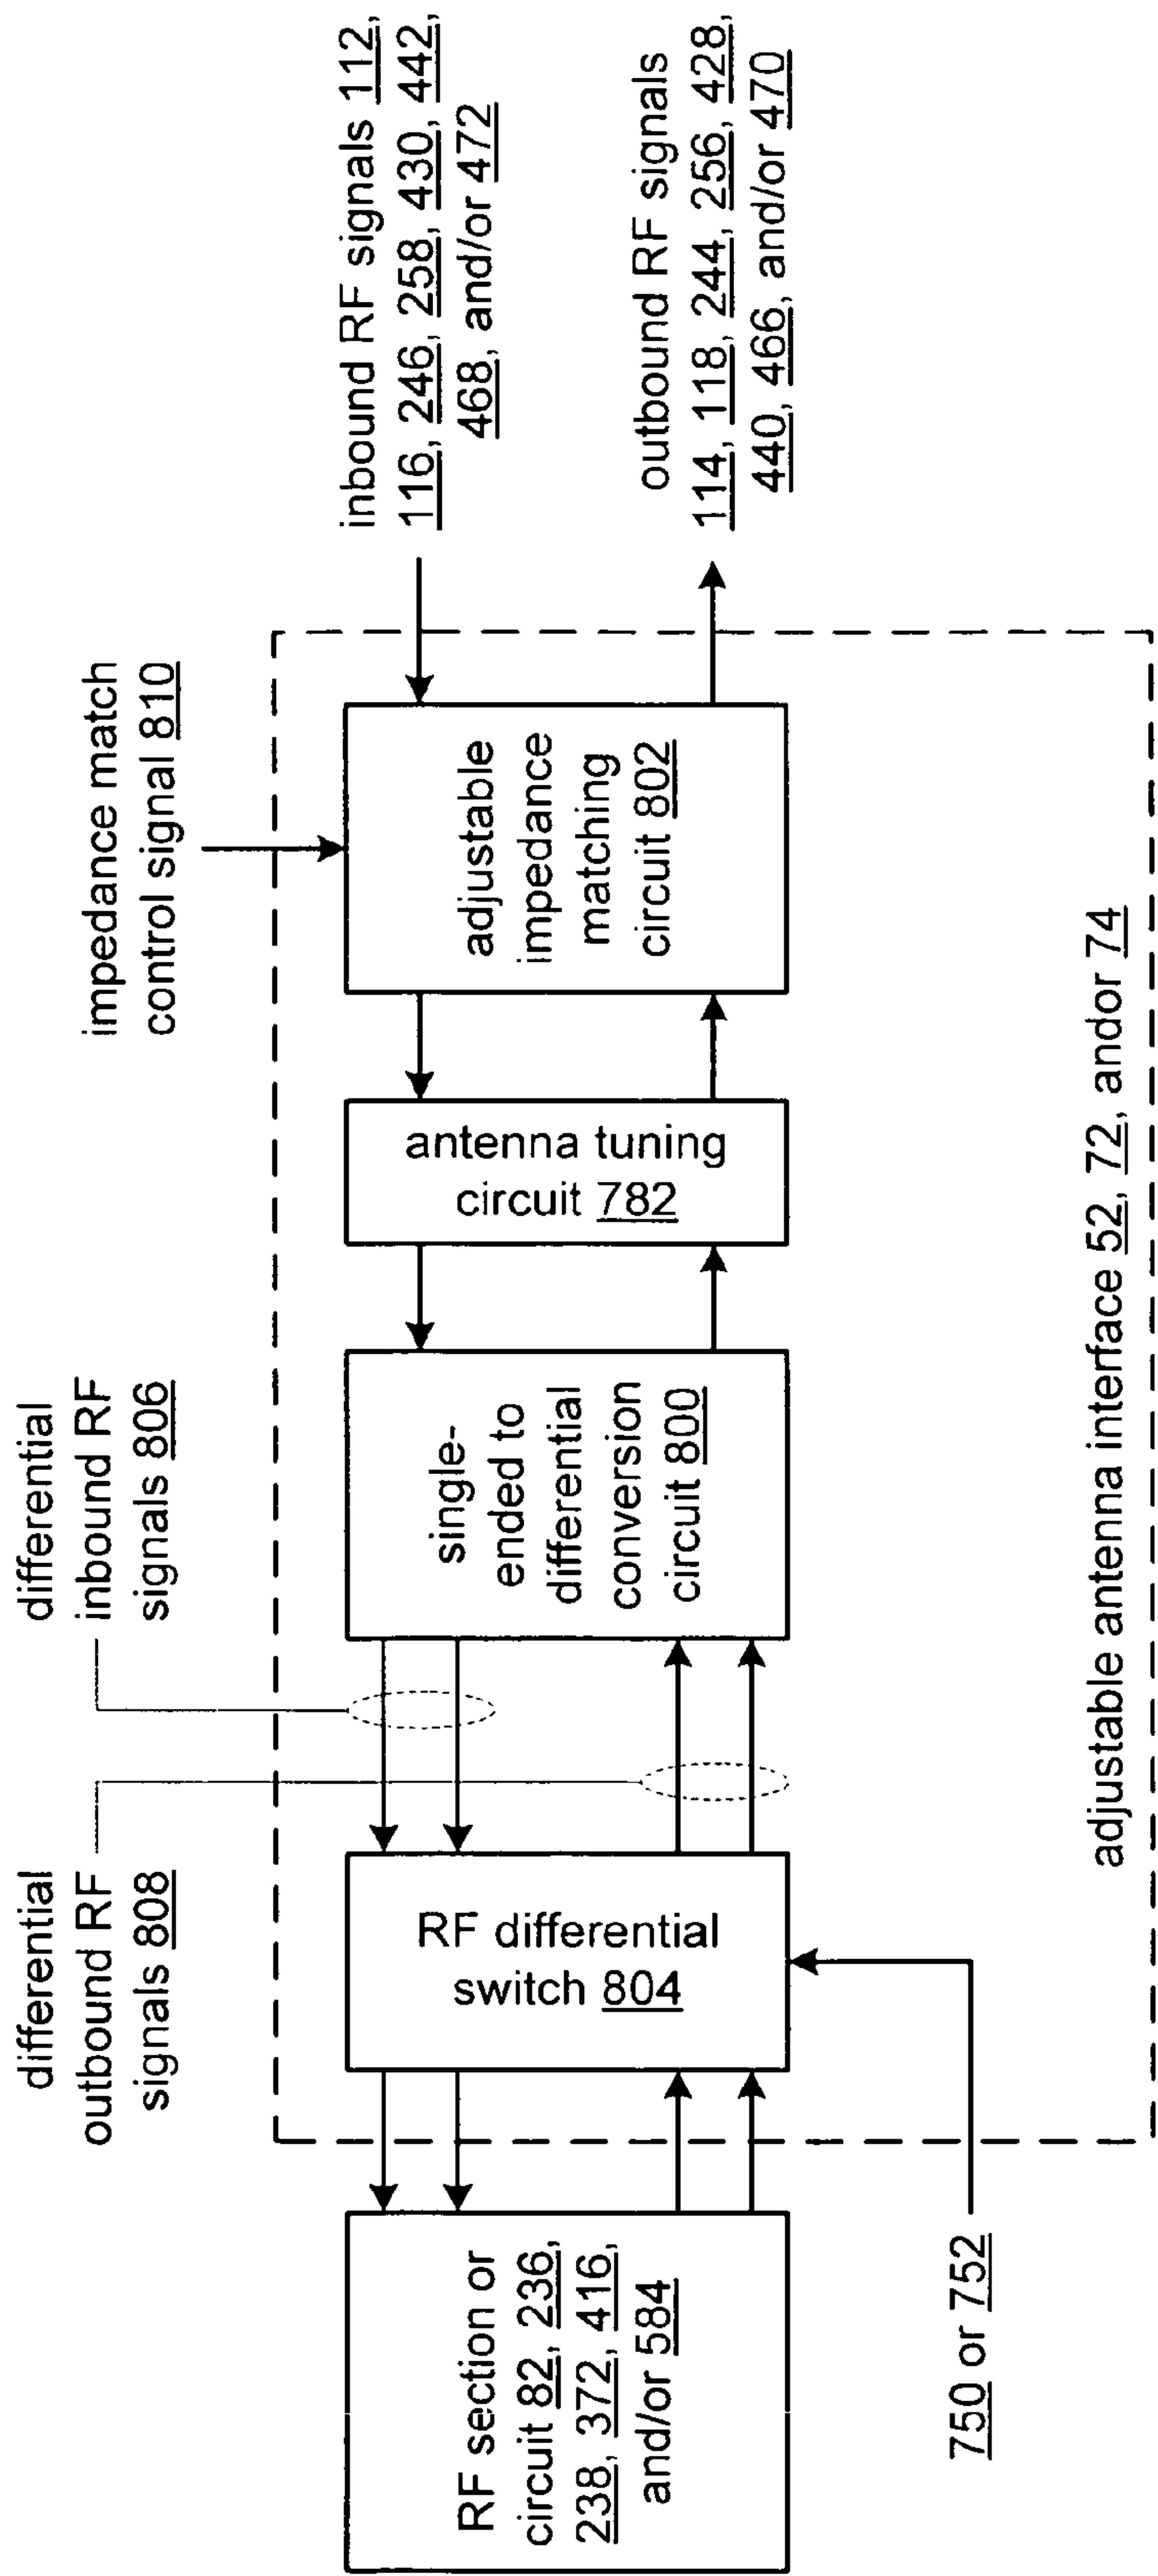 differential
outbound RF
signals 808
differential
inbound RF
signals 806
impedance match
control signal 810
inbound RF signals 112,
116, 246, 258, 430, 442,
468, and/or 472
outbound RF signals
114, 118, 244, 256, 428,
440, 466, and/or 470
RF section or
circuit 82, 236,
238, 372, 416,
and/or 584
RF differential
switch 804
single-
ended to
differential
conversion
circuit 800
antenna tuning
circuit 782
adjustable
impedance
matching
circuit 802
750 or 752
adjustable antenna interface 52, 72, andor 74